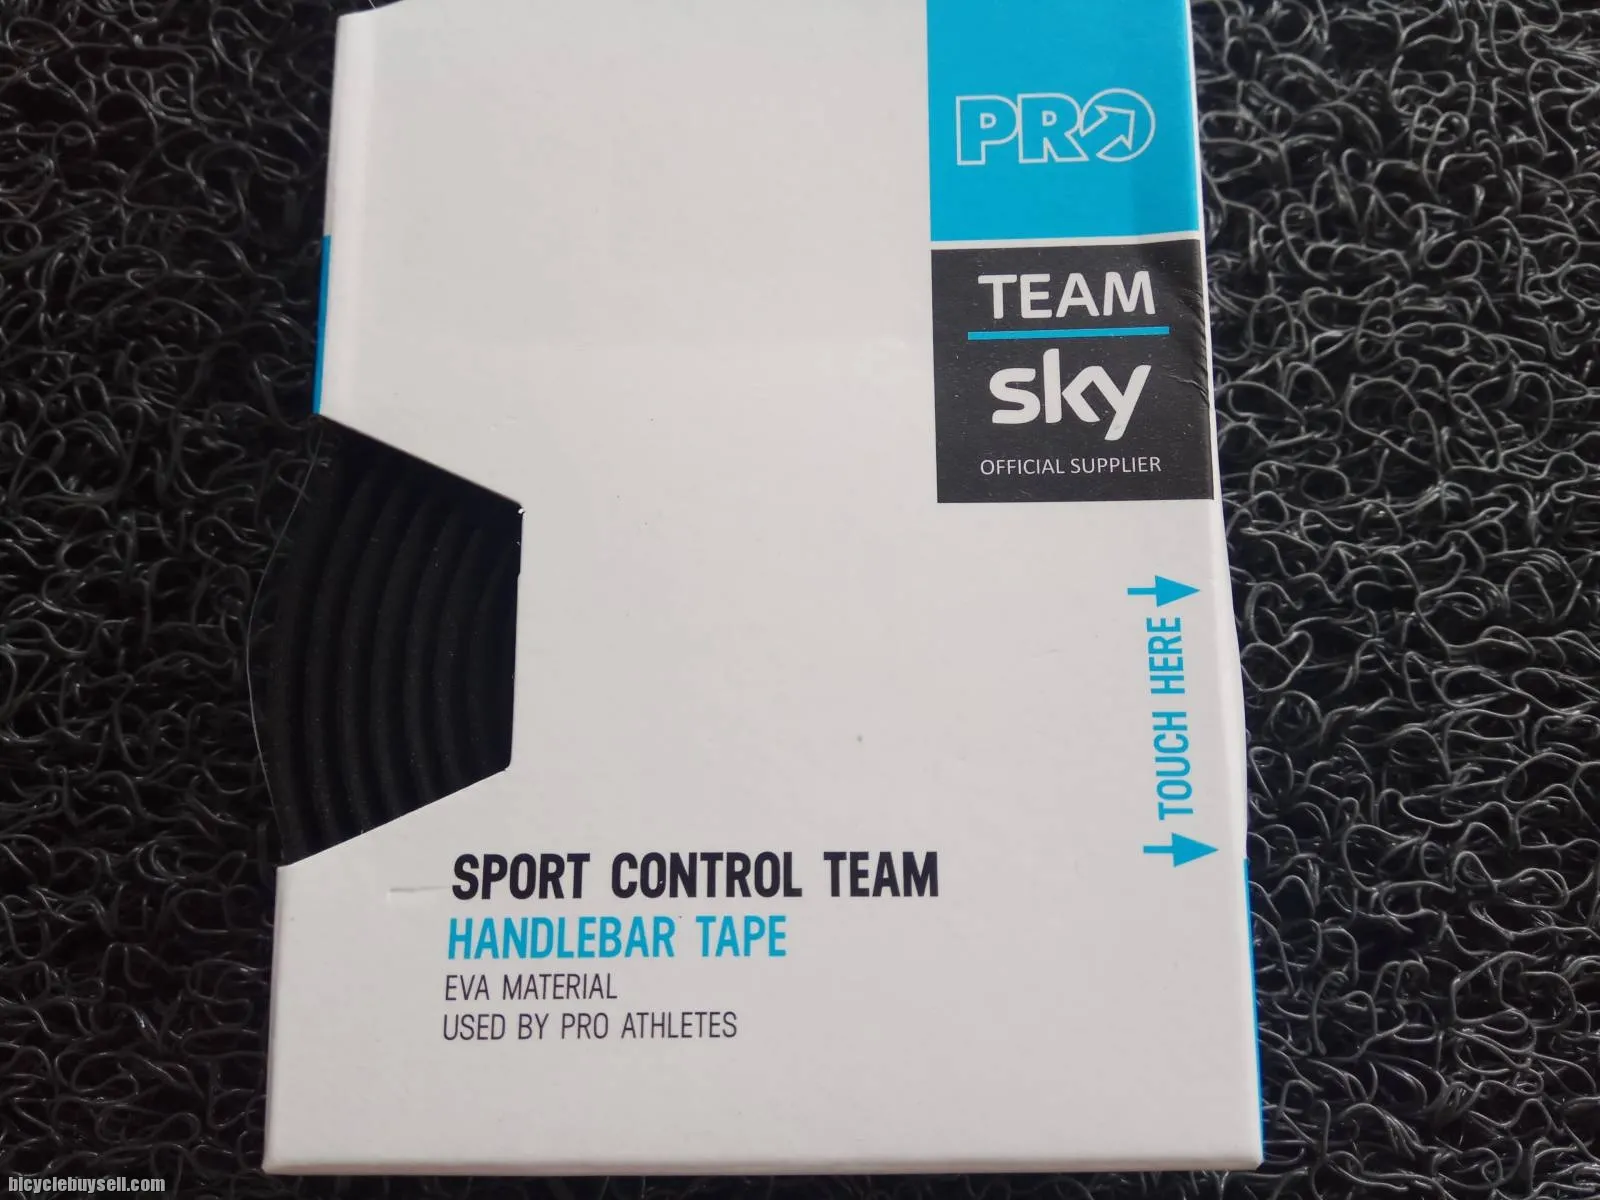 PRO
TEAM
sky
OFFICIAL SUPPLIER
TOUCH HERE
SPORT CONTROL TEAM
HANDLEBAR TAPE
EVA MATERIAL
USED BY PRO ATHLETES
bicyclebuysell.com